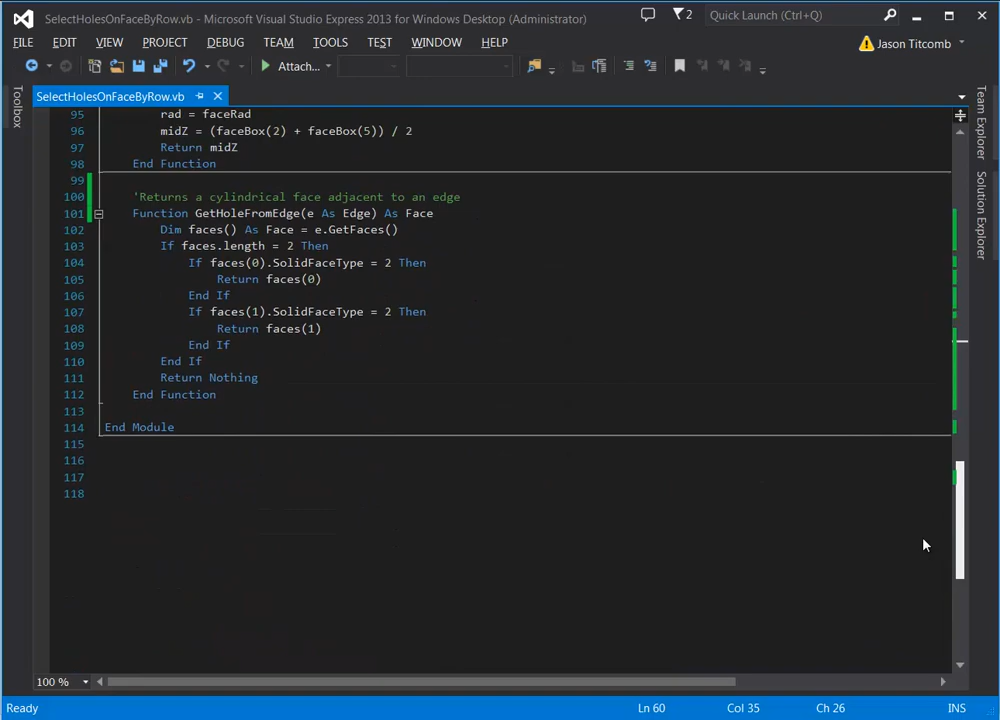 SelectHolesOnFaceByRow.vb - Microsoft Visual Studio Express 2013 for Windows Desktop (Administrator)
2
Quick Launch (Ctrl+Q)
FILE EDIT VIEW PROJECT DEBUG TEAM TOOLS TEST WINDOW HELP
Jason Titcomb
Attach...
Toolbox
SelectHolesOnFaceByRow.vb
Team Explorer
Solution Explorer
95 rad = faceRad
96 midZ = (faceBox(2) + faceBox(5)) / 2
97 Return midZ
98 End Function
99
100 'Returns a cylindrical face adjacent to an edge
101 Function GetHoleFromEdge(e As Edge) As Face
102 Dim faces() As Face = e.GetFaces()
103 If faces.length = 2 Then
104 If faces(0).SolidFaceType = 2 Then
105 Return faces(0)
106 End If
107 If faces(1).SolidFaceType = 2 Then
108 Return faces(1)
109 End If
110 End If
111 Return Nothing
112 End Function
113
114 End Module
115
116
117
118
100 %
Ready
Ln 60
Col 35
Ch 26
INS